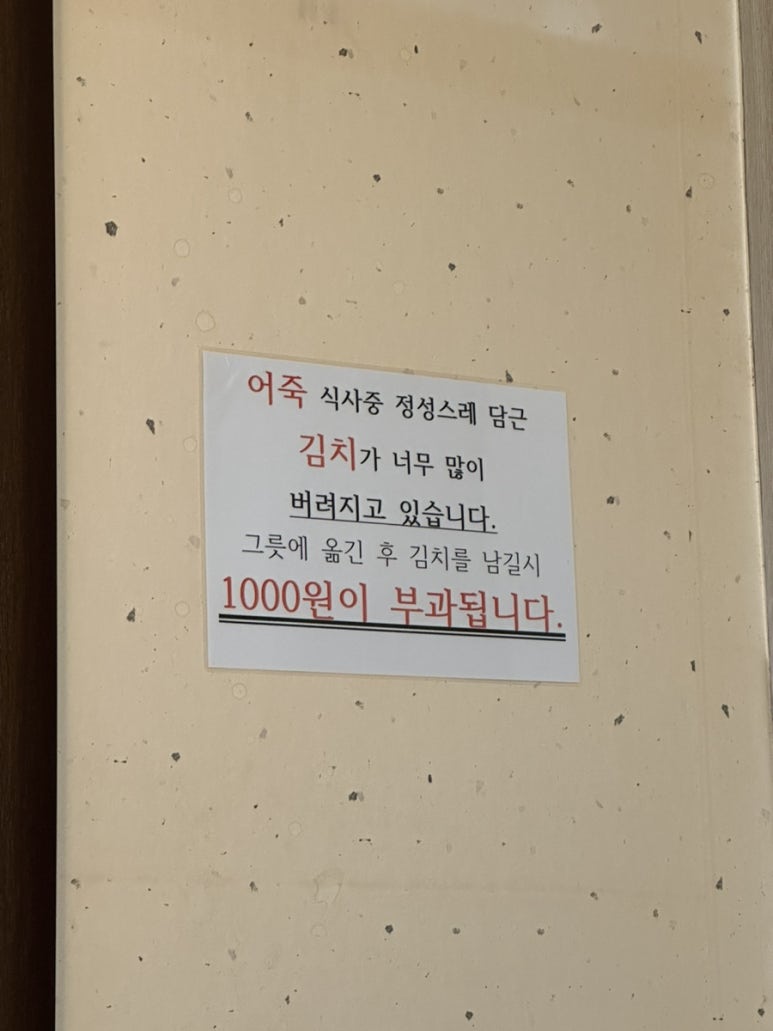 어죽 식사중 정성스레 담근
김치가 너무 많이
버려지고 있습니다.
그릇에 옮긴 후 김치를 남길시
1000원이 부과됩니다.